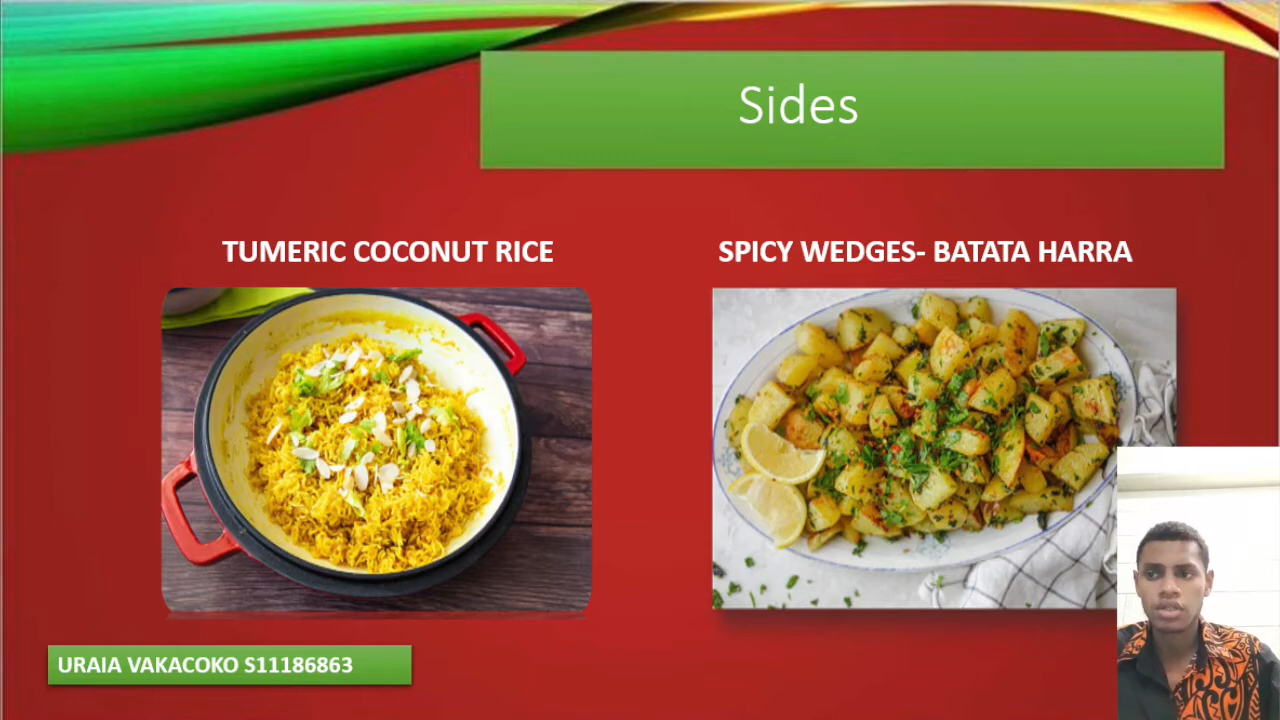 Sides
TUMERIC COCONUT RICE
SPICY WEDGES- BATATA HARRA
URAIA VAKACOKO S11186863